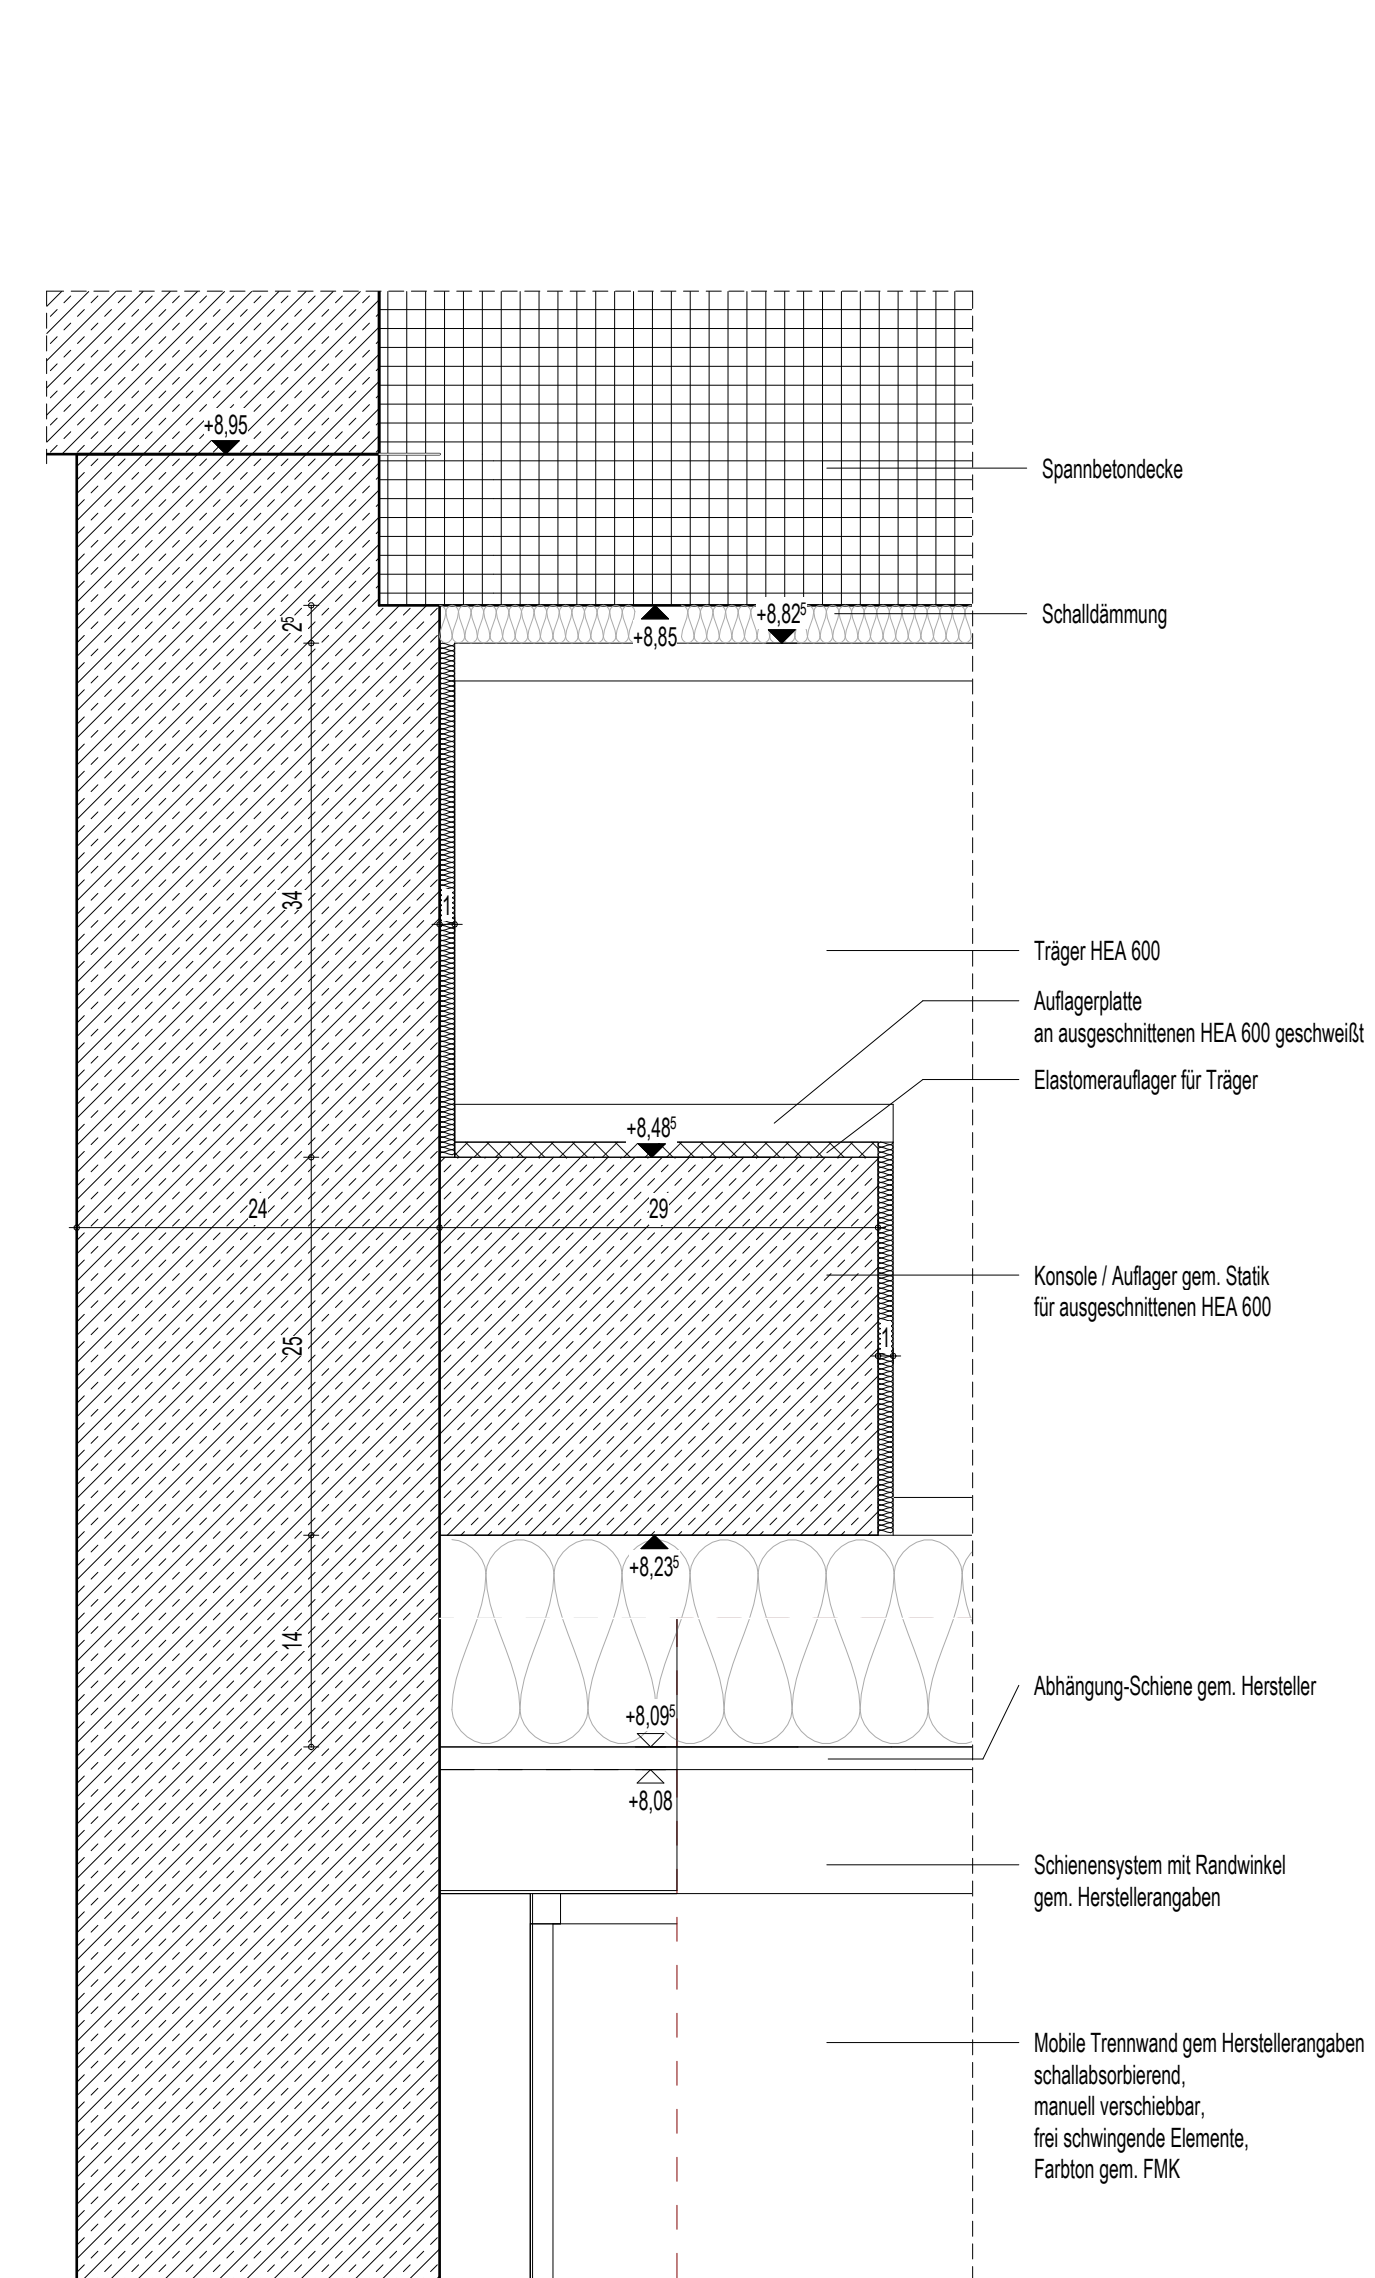 +8,95
Spannbetondecke
2⁵
+8,85
+8,82⁵
Schalldämmung
34
1
Träger HEA 600
Auflagerplatte
an ausgeschnittenen HEA 600 geschweißt
Elastomerauflager für Träger
+8,48⁵
24
29
Konsole / Auflager gem. Statik
für ausgeschnittenen HEA 600
25
1
+8,23⁵
14
Abhängung-Schiene gem. Hersteller
+8,09⁵
+8,08
Schienensystem mit Randwinkel
gem. Herstellerangaben
Mobile Trennwand gem Herstellerangaben
schallabsorbierend,
manuell verschiebbar,
frei schwingende Elemente,
Farbton gem. FMK